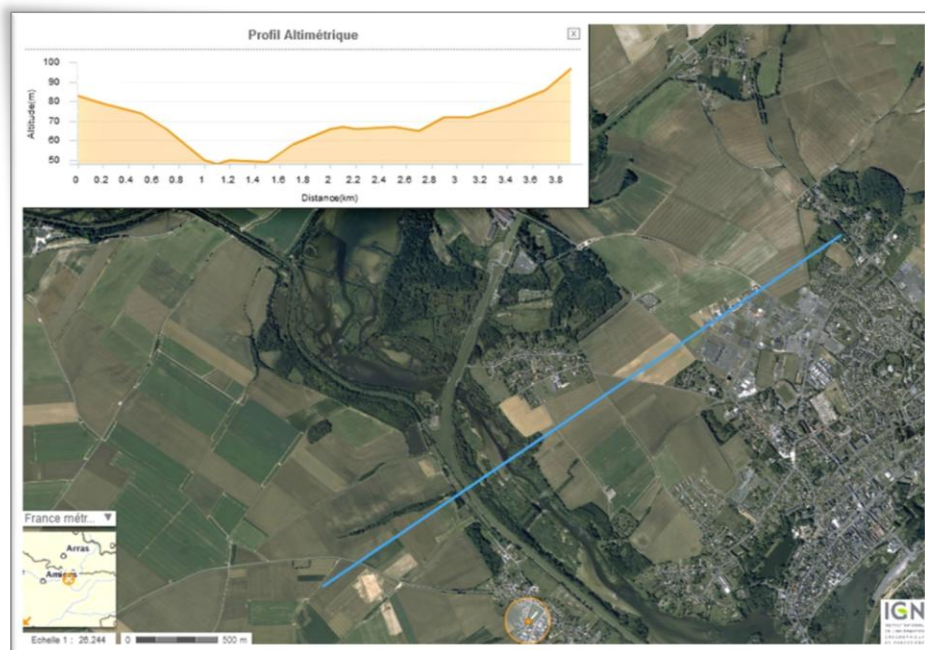 Profil Altimétrique
X
Altitude(m)
100
90
80
70
60
50
0 0.2 0.4 0.6 0.8 1 1.2 1.4 1.6 1.8 2 2.2 2.4 2.6 2.8 3 3.2 3.4 3.6 3.8
Distance(km)
France métr... ▼
Arras
Amiens
Echelle 1 : 26,244
0 500 m
IGN